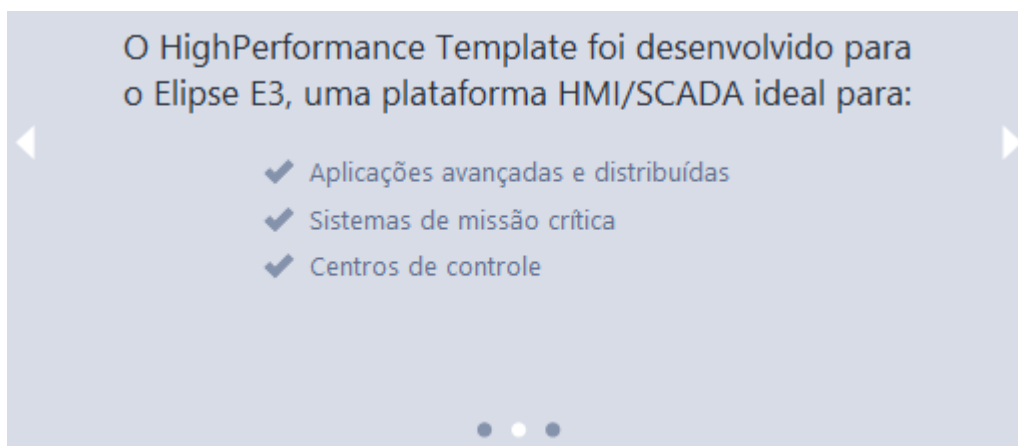 O HighPerformance Template foi desenvolvido para
o Elipse E3, uma plataforma HMI/SCADA ideal para:
Aplicações avançadas e distribuídas
Sistemas de missão crítica
Centros de controle